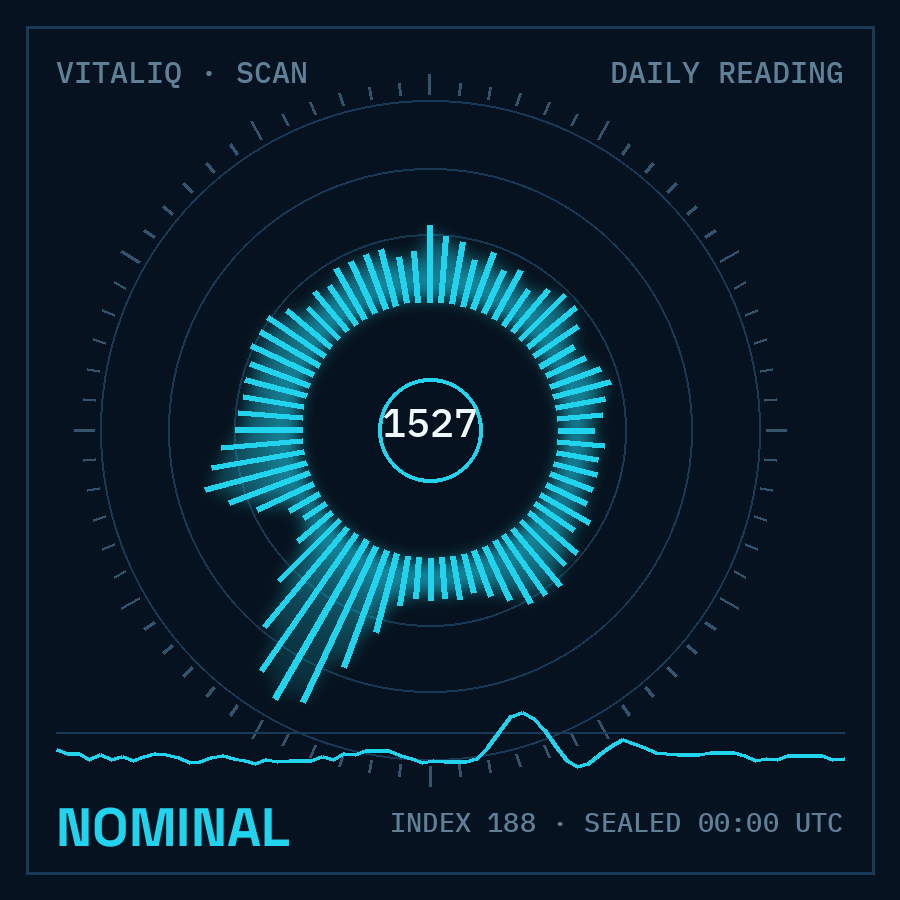 VITALIQ · SCAN
DAILY READING
1527
NOMINAL
INDEX 188 · SEALED 00:00 UTC